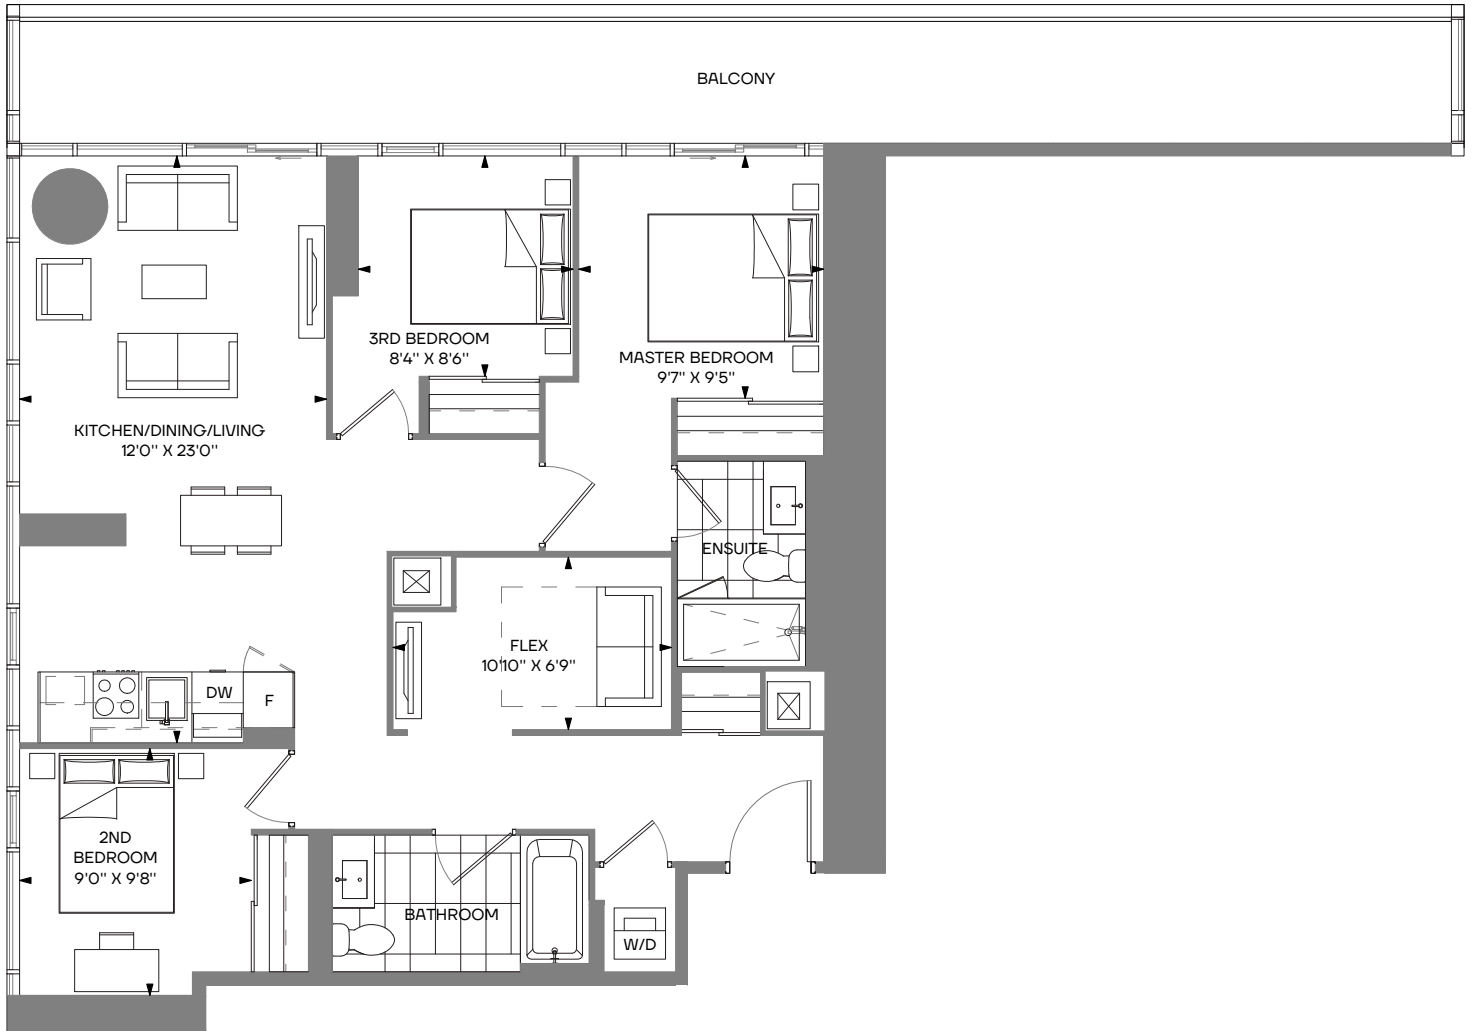 BALCONY
3RD BEDROOM
8'4" X 8'6"
MASTER BEDROOM
9'7" X 9'5"
KITCHEN/DINING/LIVING
12'0" X 23'0"
ENSUITE
FLEX
10'10" X 6'9"
DW
F
2ND
BEDROOM
9'0" X 9'8"
BATHROOM
W/D